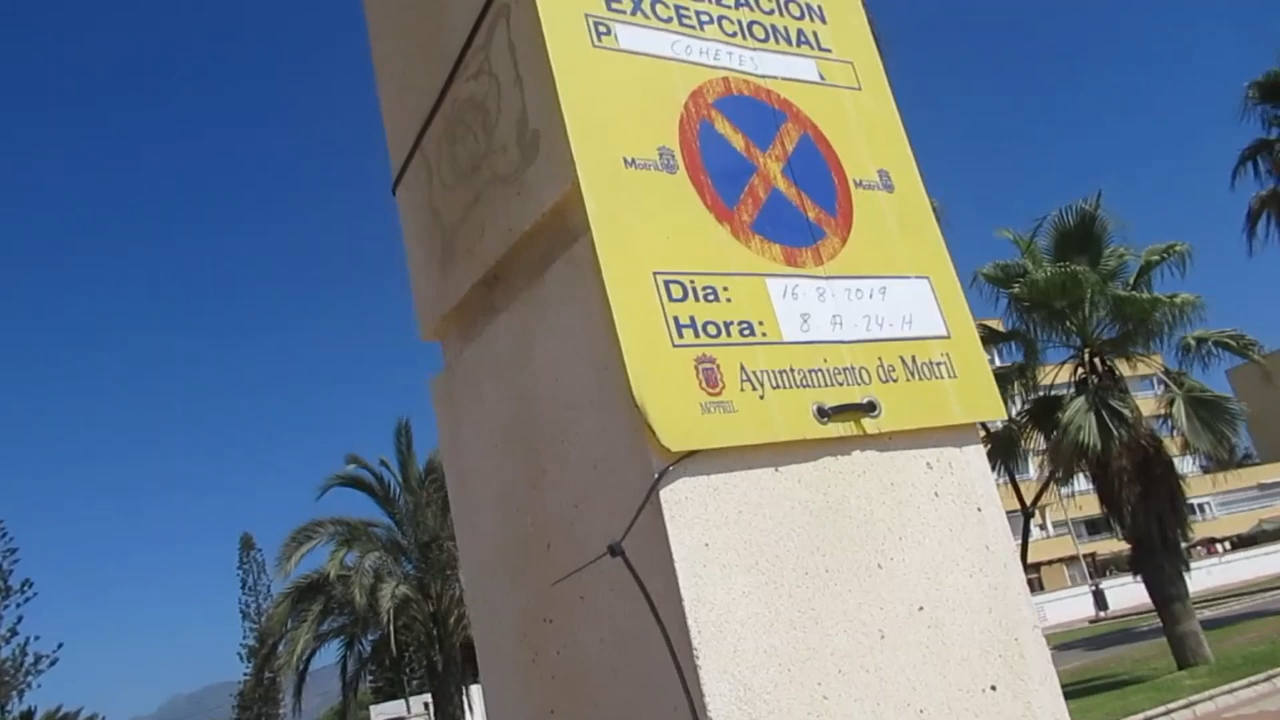 EXCEPCIONAL
P COHETES
Motril
Motril
Dia: 16-8-2019
Hora: 8-A-24-H
MOTRIL
Ayuntamiento de Motril